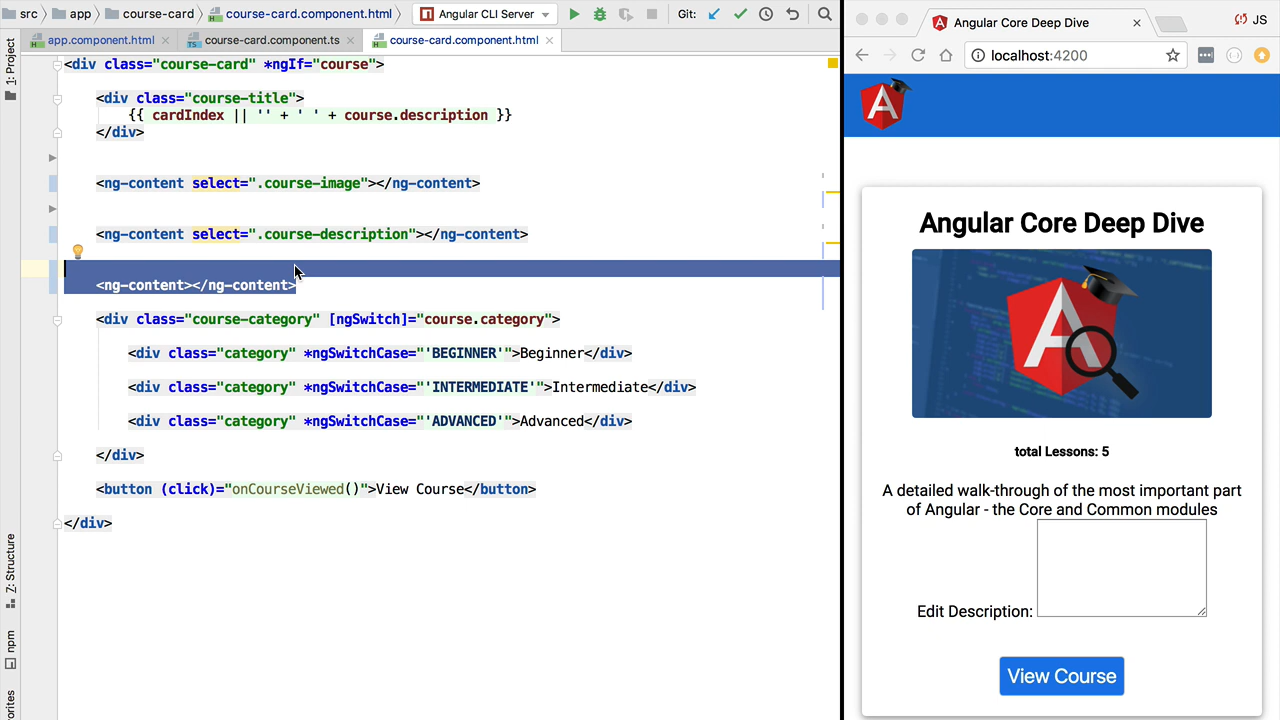 src app course-card course-card.component.html Angular CLI Server Git:
app.component.html course-card.component.ts course-card.component.html
1: Project
Z: Structure
npm
<div class="course-card" *ngIf="course">
<div class="course-title">
{{ cardIndex || '' + ' ' + course.description }}
</div>
<ng-content select=".course-image"></ng-content>
<ng-content select=".course-description"></ng-content>
<ng-content></ng-content>
<div class="course-category" [ngSwitch]="course.category">
<div class="category" *ngSwitchCase="'BEGINNER'">Beginner</div>
<div class="category" *ngSwitchCase="'INTERMEDIATE'">Intermediate</div>
<div class="category" *ngSwitchCase="'ADVANCED'">Advanced</div>
</div>
<button (click)="onCourseViewed()">View Course</button>
</div>
Angular Core Deep Dive JS
localhost:4200
Angular Core Deep Dive
total Lessons: 5
A detailed walk-through of the most important part
of Angular - the Core and Common modules
Edit Description:
View Course